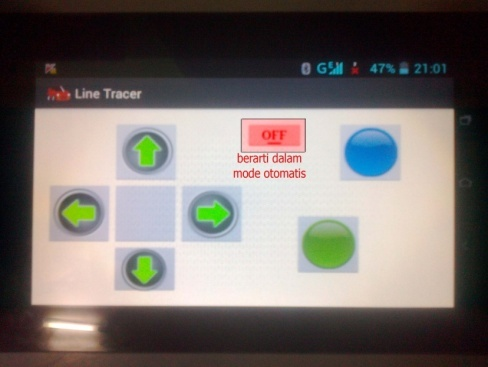 G 47% 21:01
Line Tracer
OFF
berarti dalam
mode otomatis